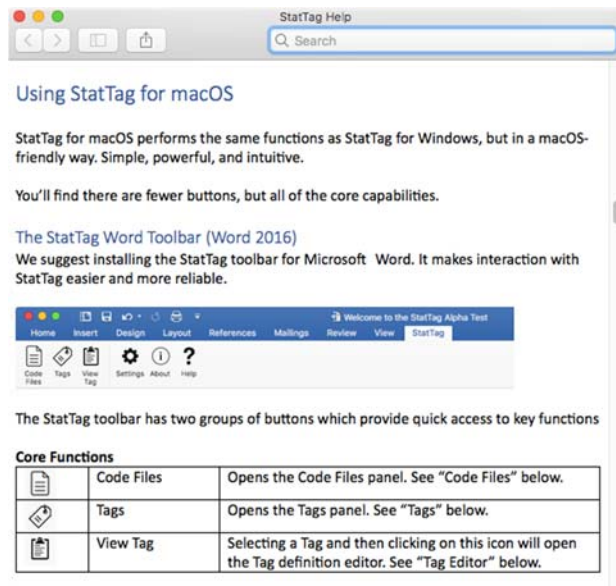 StatTag Help
Search
Using StatTag for macOS
StatTag for macOS performs the same functions as StatTag for Windows, but in a macOS-
friendly way. Simple, powerful, and intuitive.
You'll find there are fewer buttons, but all of the core capabilities.
The StatTag Word Toolbar (Word 2016)
We suggest installing the StatTag toolbar for Microsoft Word. It makes interaction with
StatTag easier and more reliable.
Welcome to the StatTag Alpha Test
Home Insert Design Layout References Mailings Review View StatTag
Code Files Tags View Tag Settings About Help
The StatTag toolbar has two groups of buttons which provide quick access to key functions
Core Functions
Code Files Opens the Code Files panel. See "Code Files" below.
Tags Opens the Tags panel. See "Tags" below.
View Tag Selecting a Tag and then clicking on this icon will open
the Tag definition editor. See "Tag Editor" below.